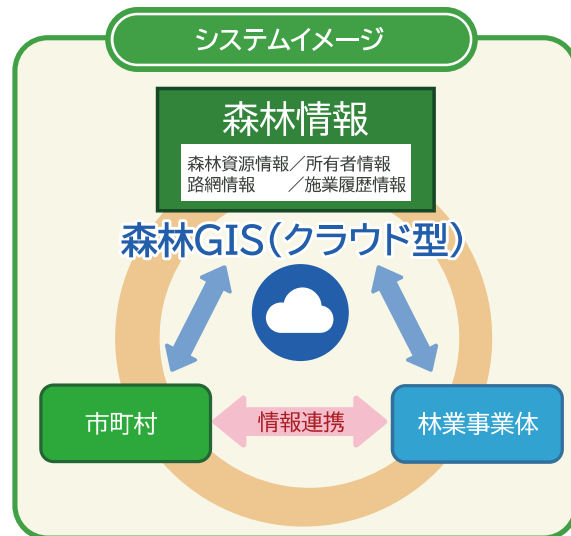 システムイメージ
森林情報
森林資源情報／所有者情報
路網情報　　／施業履歴情報
森林GIS（クラウド型）
市町村
情報連携
林業事業体